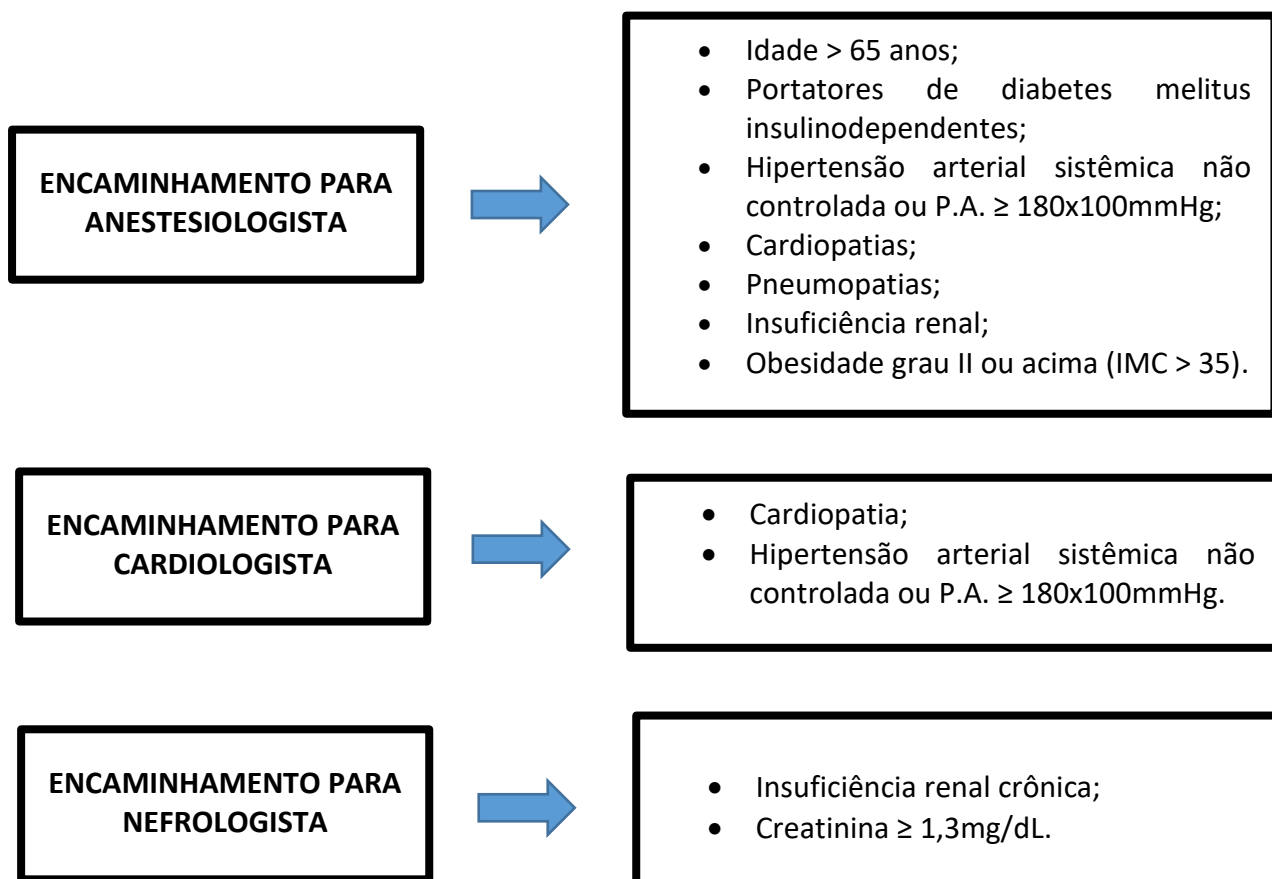 ENCAMINHAMENTO PARA
ANESTESIOLOGISTA
• Idade > 65 anos;
• Portatores de diabetes melitus
insulinodependentes;
• Hipertensão arterial sistêmica não
controlada ou P.A. ≥ 180x100mmHg;
• Cardiopatias;
• Pneumopatias;
• Insuficiência renal;
• Obesidade grau II ou acima (IMC > 35).
ENCAMINHAMENTO PARA
CARDIOLOGISTA
• Cardiopatia;
• Hipertensão arterial sistêmica não
controlada ou P.A. ≥ 180x100mmHg.
ENCAMINHAMENTO PARA
NEFROLOGISTA
• Insuficiência renal crônica;
• Creatinina ≥ 1,3mg/dL.